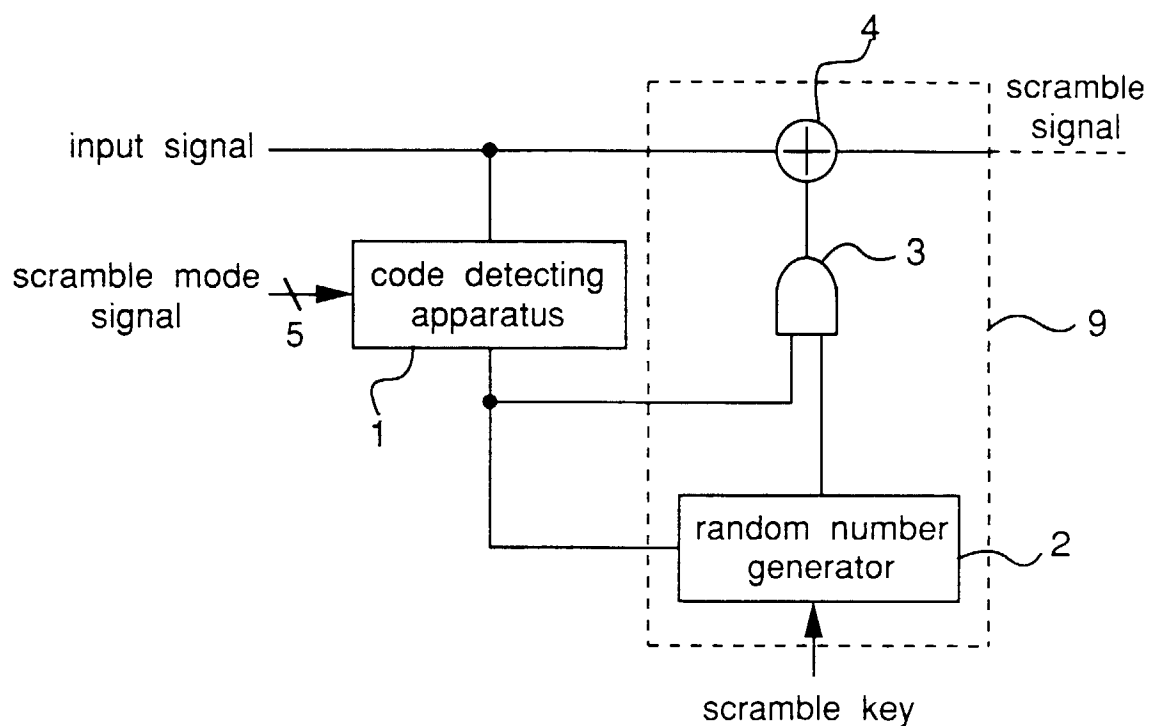 4
scramble
signal
input signal
3
scramble mode
signal
5
code detecting
apparatus
9
1
random number
generator
2
scramble key